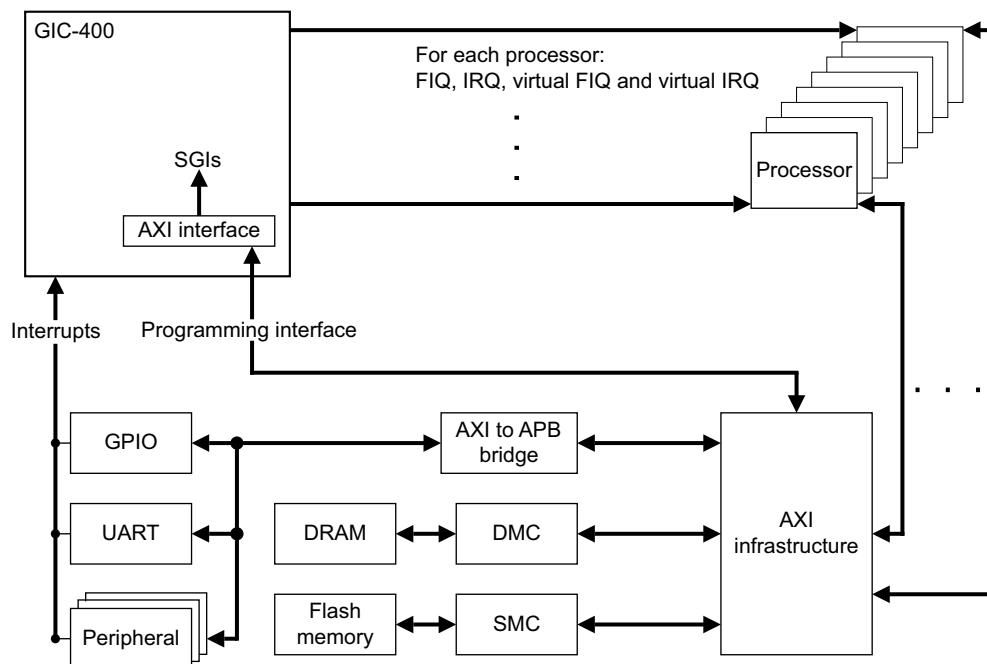 GIC-400
For each processor:
FIQ, IRQ, virtual FIQ and virtual IRQ
SGIs
Processor
AXI interface
Interrupts
Programming interface
GPIO
AXI to APB
bridge
UART
DRAM
DMC
AXI
infrastructure
Peripheral
Flash
memory
SMC